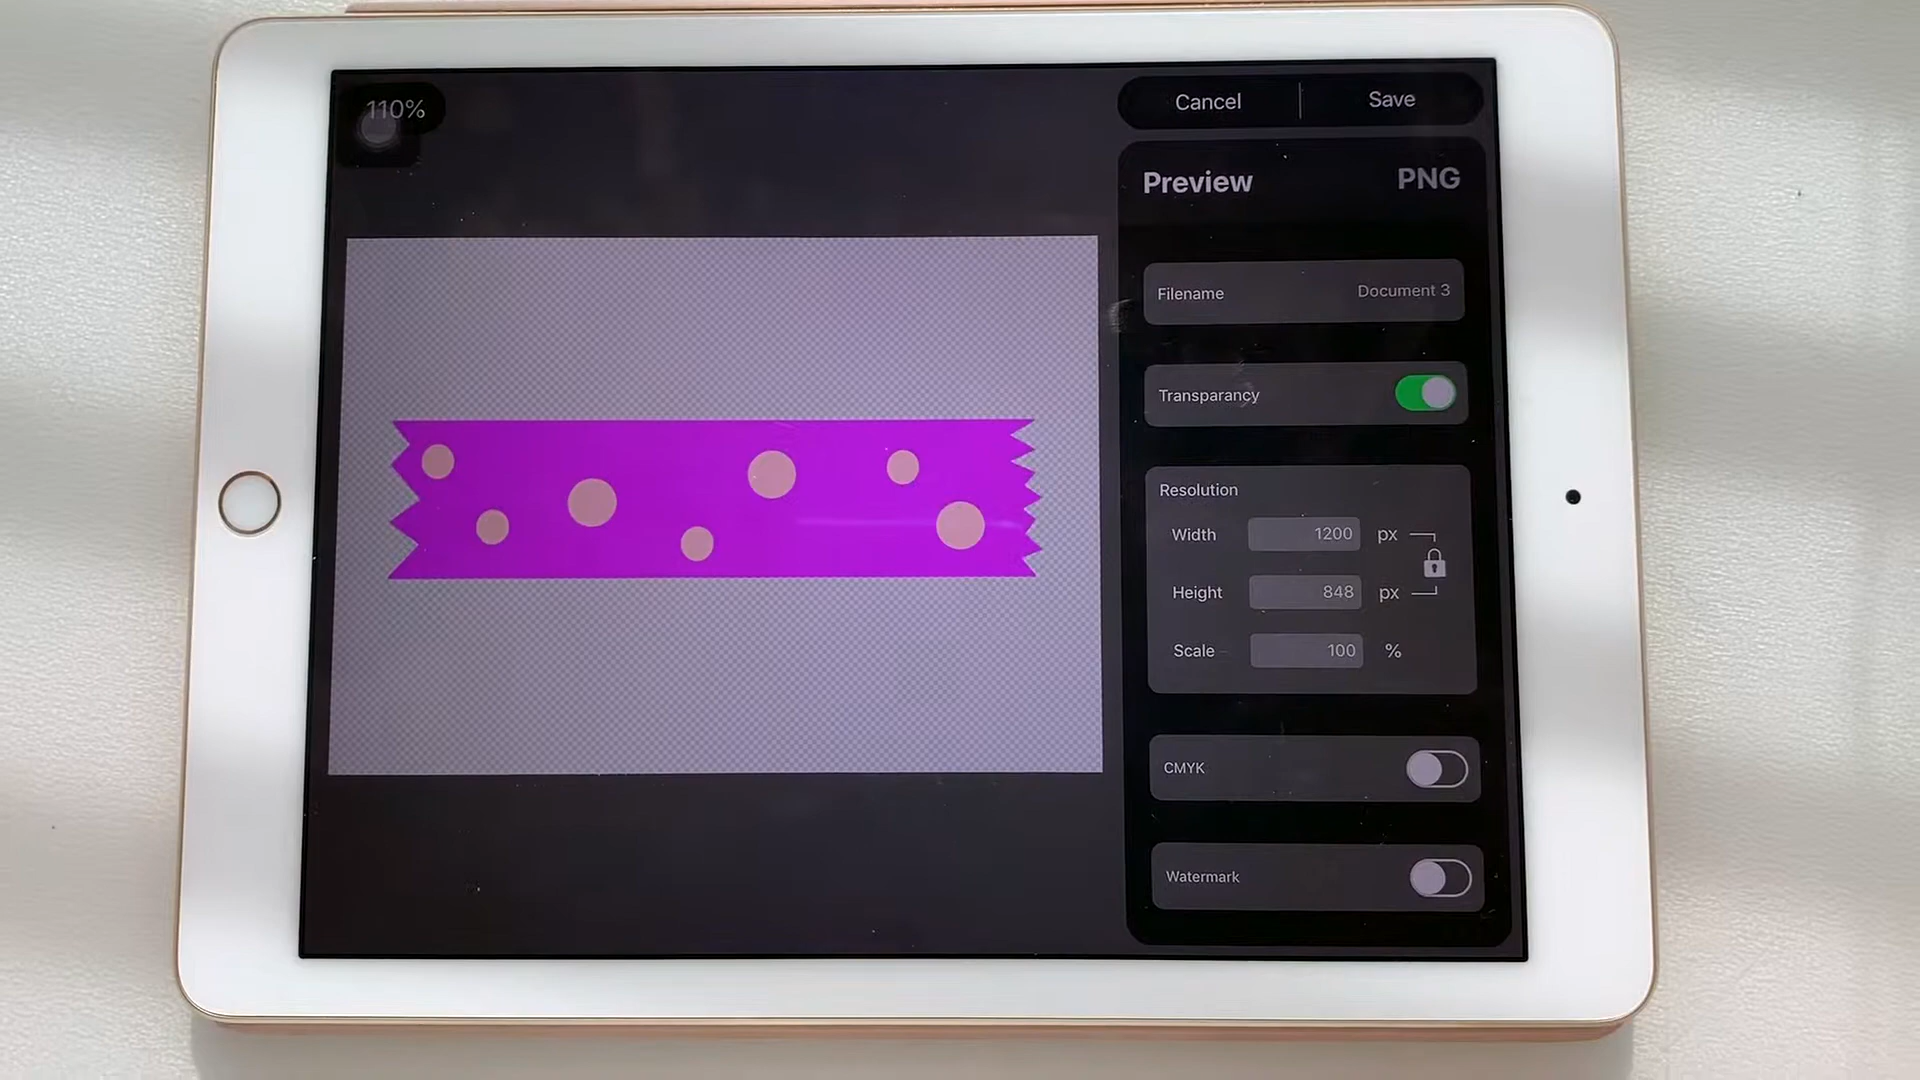 110%
Cancel
Save
Preview
PNG
Filename
Document 3
Transparancy
Resolution
Width 1200 px
Height 848 px
Scale 100 %
CMYK
Watermark